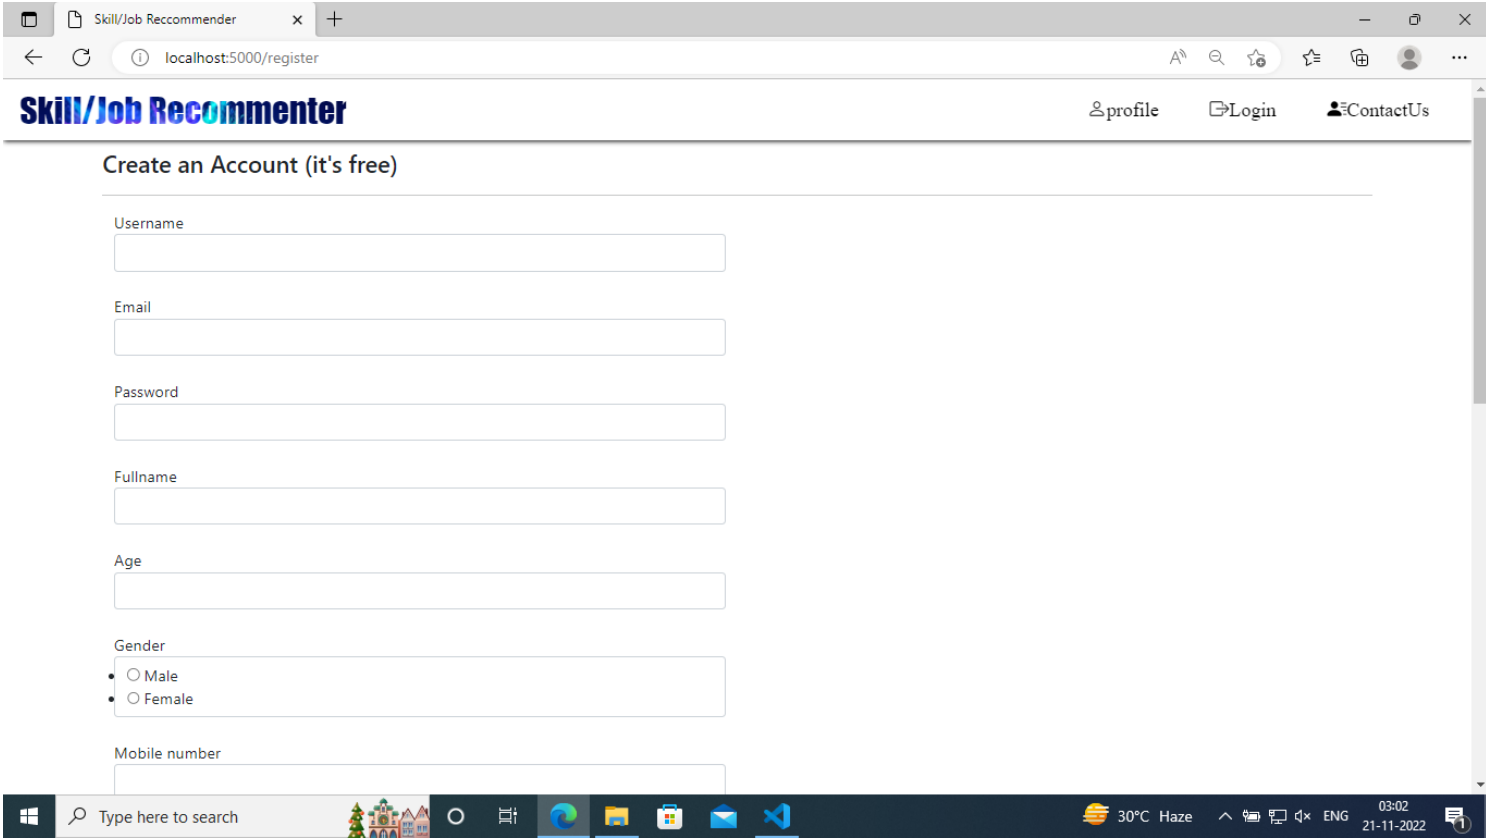 Skill/Job Reccommender
localhost:5000/register
Skill/Job Recommenter
profile
Login
ContactUs
Create an Account (it's free)
Username
Email
Password
Fullname
Age
Gender
Male
Female
Mobile number
Type here to search
30°C Haze
ENG
03:02
21-11-2022
1